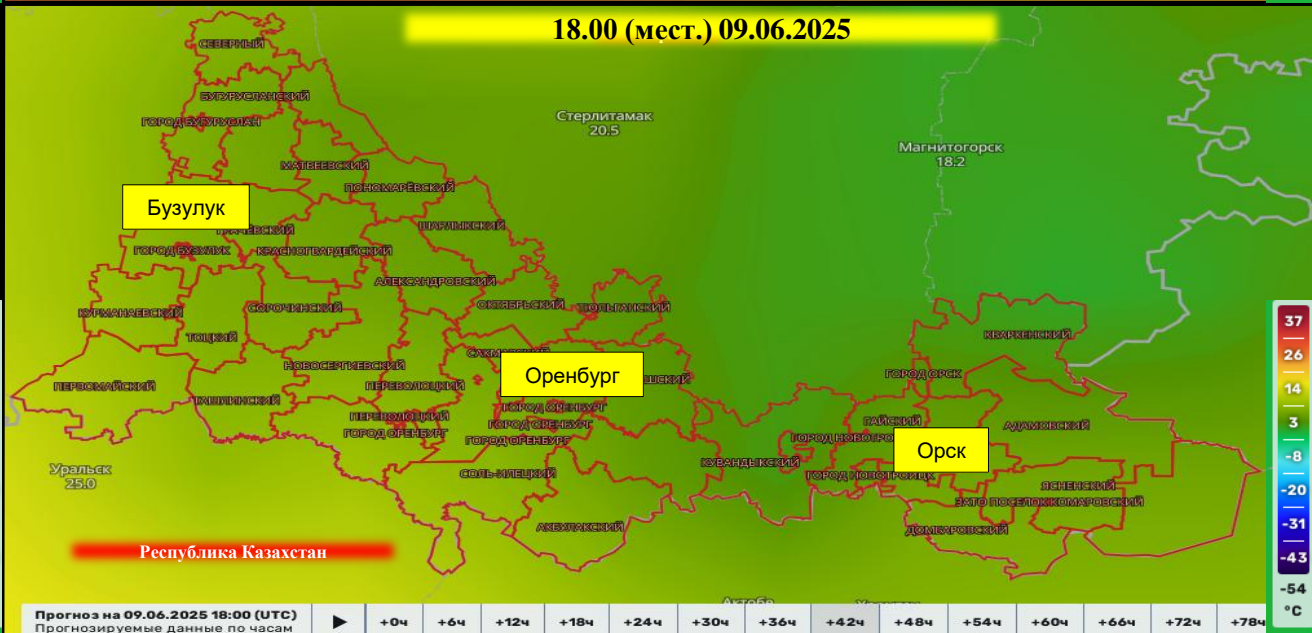 18.00 (мест.) 09.06.2025
СЕВЕРНЫЙ
БУГУРУСЛАНСКИЙ
ГОРОД БУГУРУСЛАН
Стерлитамак
20.5
Магнитогорск
18.2
МАТВЕЕВСКИЙ
ПОНОМАРЁВСКИЙ
Бузулук
ШАРЛЫКСКИЙ
ГОРОД БУЗУЛУК
КРАСНОГВАРДЕЙСКИЙ
АЛЕКСАНДРОВСКИЙ
КУРМАНАЕВСКИЙ
СОРОЧИНСКИЙ
ОКТЯБРЬСКИЙ
ТЮЛЬГАНСКИЙ
ТОЦКИЙ
КВАРКЕНСКИЙ
НОВОСЕРГИЕВСКИЙ
Оренбург
ГОРОД ОРСК
ПЕРВОМАЙСКИЙ
ТАШЛИНСКИЙ
ПЕРЕВОЛОЦКИЙ
ПЕРЕВОЛОЦКИЙ
ГОРОД ОРЕНБУРГ
ГОРОД ОРЕНБУРГ
ГОРОД ОРЕНБУРГ
ГОРОД ОРЕНБУРГ
ГАЙСКИЙ
АДАМОВСКИЙ
Орск
Уральск
25.0
СОЛЬ-ИЛЕЦКИЙ
КУВАНДЫКСКИЙ
ГОРОД НОВОТРОИЦК
ЯСНЕНСКИЙ
ЗАТО ПОСЕЛОК КОМАРОВСКИЙ
АКБУЛАКСКИЙ
ДОМБАРОВСКИЙ
Республика Казахстан
37
26
14
3
-8
-20
-31
-43
-54
°C
Прогноз на 09.06.2025 18:00 (UTC)
Прогнозируемые данные по часам
+0ч +6ч +12ч +18ч +24ч +30ч +36ч +42ч +48ч +54ч +60ч +66ч +72ч +78ч